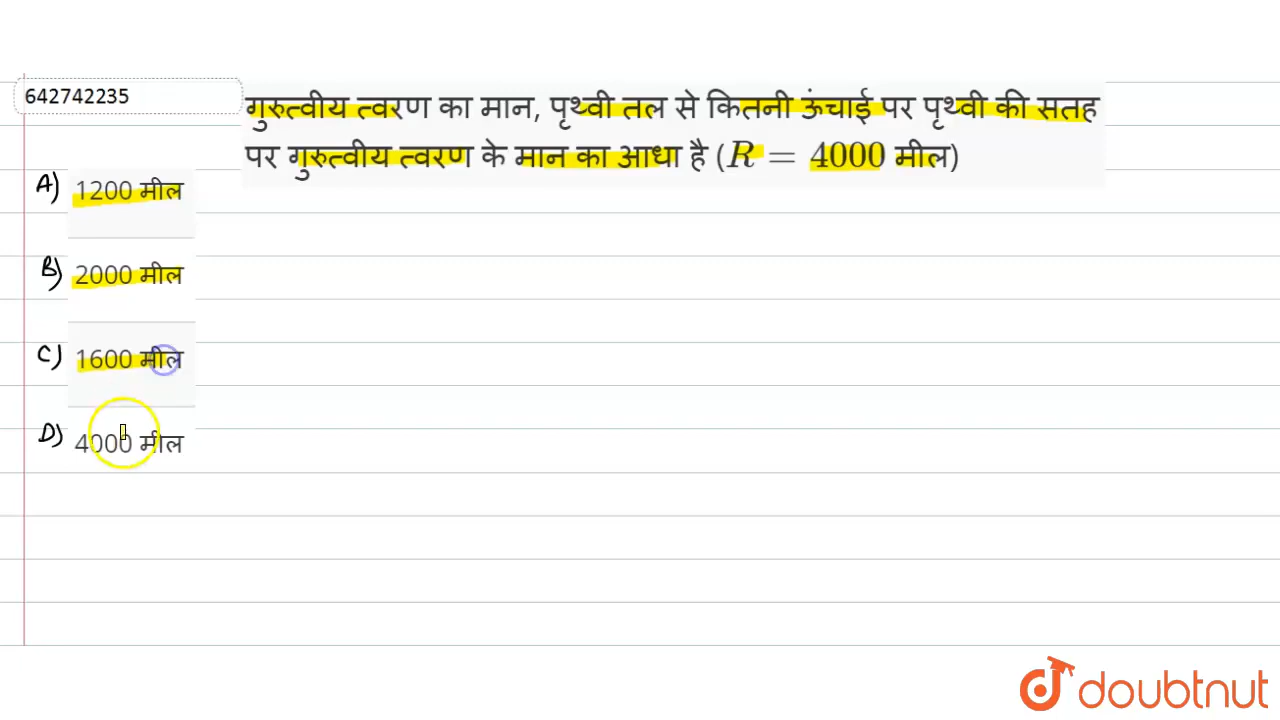 642742235
गुरुत्वीय त्वरण का मान, पृथ्वी तल से कितनी ऊंचाई पर पृथ्वी की सतह
पर गुरुत्वीय त्वरण के मान का आधा है (R = 4000 मील)
A) 1200 मील
B) 2000 मील
C) 1600 मील
D) 4000 मील
doubtnut